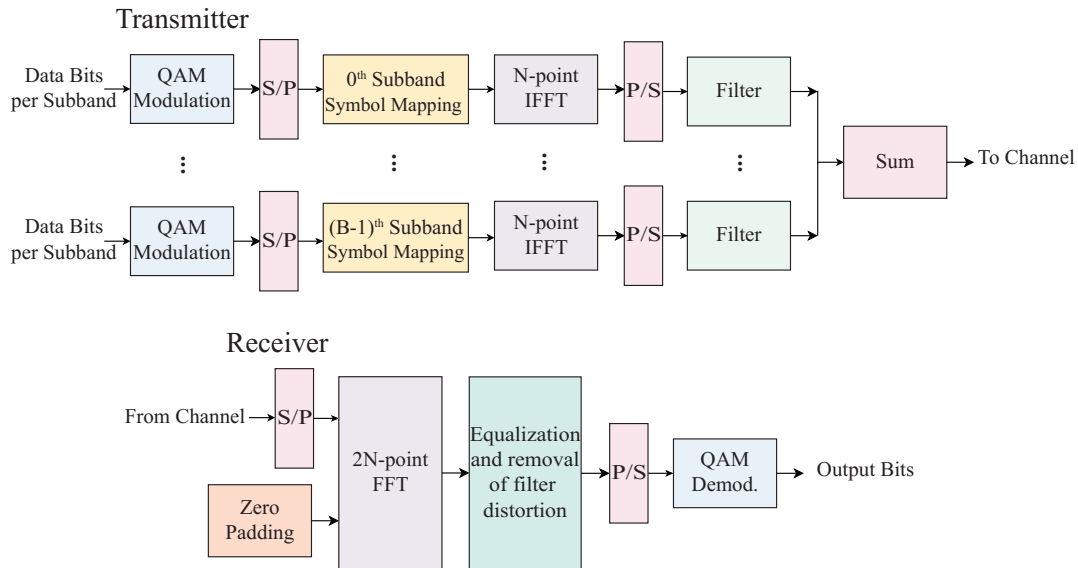 Transmitter
Data Bits
per Subband
QAM
Modulation
S/P
0th Subband
Symbol Mapping
N-point
IFFT
P/S
Filter
Sum
To Channel
Data Bits
per Subband
QAM
Modulation
S/P
(B-1)th Subband
Symbol Mapping
N-point
IFFT
P/S
Filter
Receiver
From Channel
S/P
Zero
Padding
2N-point
FFT
Equalization
and removal
of filter
distortion
P/S
QAM
Demod.
Output Bits